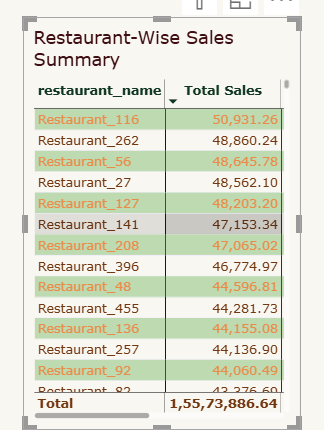 Restaurant-Wise Sales
Summary
restaurant_name Total Sales
Restaurant_116 50,931.26
Restaurant_262 48,860.24
Restaurant_56 48,645.78
Restaurant_27 48,562.10
Restaurant_127 48,203.20
Restaurant_141 47,153.34
Restaurant_208 47,065.02
Restaurant_396 46,774.97
Restaurant_48 44,596.81
Restaurant_455 44,281.73
Restaurant_136 44,155.08
Restaurant_257 44,136.90
Restaurant_92 44,060.49
Restaurant_82 43,376.69
Total 1,55,73,886.64